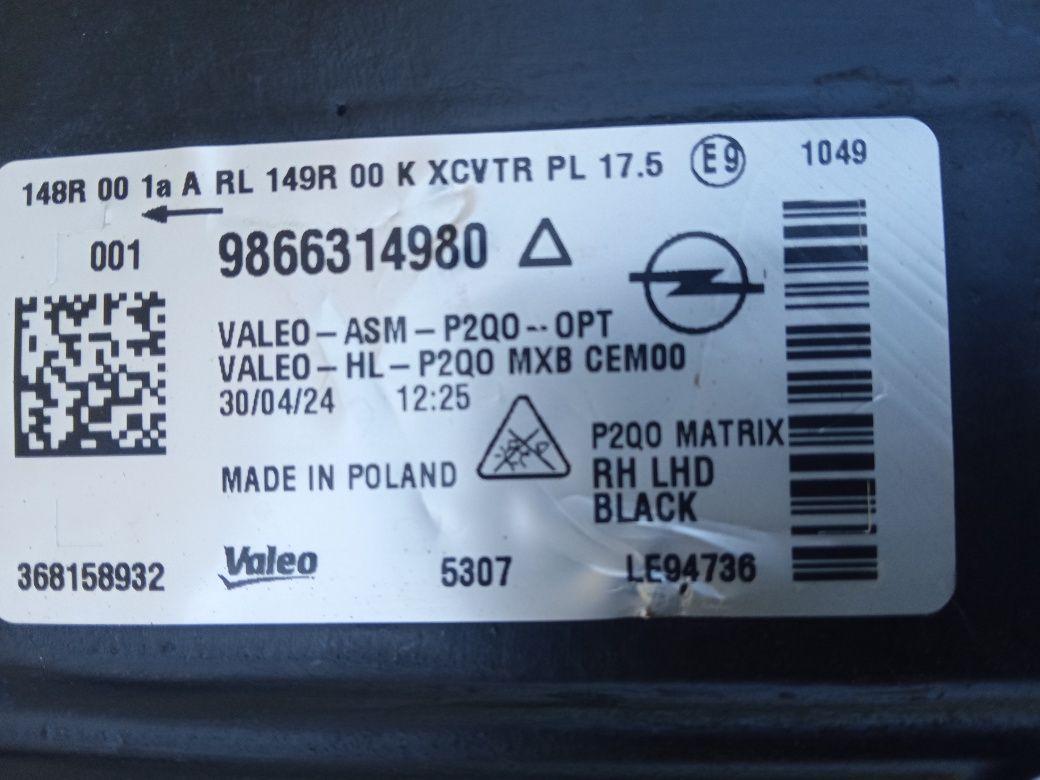 148R 00 1a A RL 149R 00 K XCVTR PL 17.5 E9 1049
001 9866314980
VALEO-ASM-P2QO--OPT
VALEO-HL-P2QO MXB CEM00
30/04/24 12:25
P2QO MATRIX
MADE IN POLAND RH LHD
BLACK
368158932 Valeo 5307 LE94736